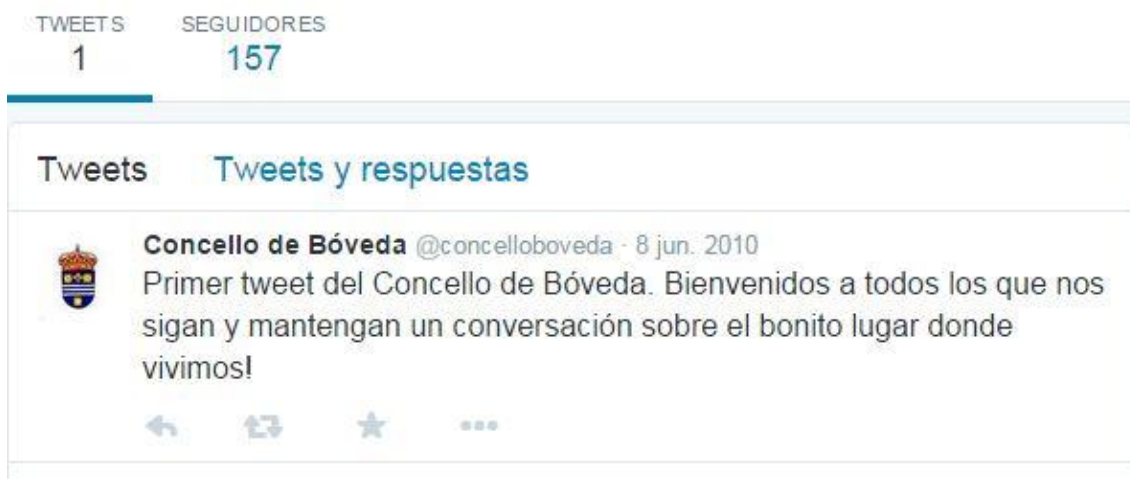 TWEETS SEGUIDORES
1 157
Tweets Tweets y respuestas
Concello de Bóveda @concelloboveda · 8 jun. 2010
Primer tweet del Concello de Bóveda. Bienvenidos a todos los que nos
sigan y mantengan un conversación sobre el bonito lugar donde
vivimos!